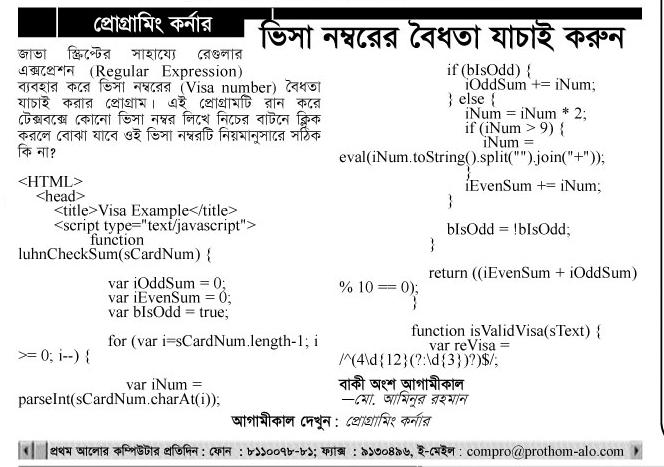 প্রোগ্রামিং কর্নার
ভিসা নম্বরের বৈধতা যাচাই করুন
জাভা স্ক্রিপ্টের সাহায্যে রেগুলার
এক্সপ্রেশন (Regular Expression)
ব্যবহার করে ভিসা নম্বরের (Visa number) বৈধতা
যাচাই করার প্রোগ্রাম। এই প্রোগ্রামটি রান করে
টেক্সবক্সে কোনো ভিসা নম্বর লিখে নিচের বাটনে ক্লিক
করলে বোঝা যাবে ওই ভিসা নম্বরটি নিয়মানুসারে সঠিক
কি না?
<HTML>
<head>
<title>Visa Example</title>
<script type="text/javascript">
function
luhnCheckSum(sCardNum) {
var iOddSum = 0;
var iEvenSum = 0;
var bIsOdd = true;
for (var i=sCardNum.length-1; i
>= 0; i--) {
var iNum =
parseInt(sCardNum.charAt(i));
if (bIsOdd) {
iOddSum += iNum;
} else {
iNum = iNum * 2;
if (iNum > 9) {
iNum =
eval(iNum.toString().split("").join("+"));
}
iEvenSum += iNum;
}
bIsOdd = !bIsOdd;
}
return ((iEvenSum + iOddSum)
% 10 == 0);
}
function isValidVisa(sText) {
var reVisa =
/^(4\d{12}(?:\d{3})?)$/;
বাকী অংশ আগামীকাল
—মো. আমিনুর রহমান
আগামীকাল দেখুন : প্রোগ্রামিং কর্নার
প্রথম আলোর কম্পিউটার প্রতিদিন : ফোন : ৮১১০০৭৮-৮১; ফ্যাক্স : ৯১৩০৪৯৬, ই-মেইল : compro@prothom-alo.com